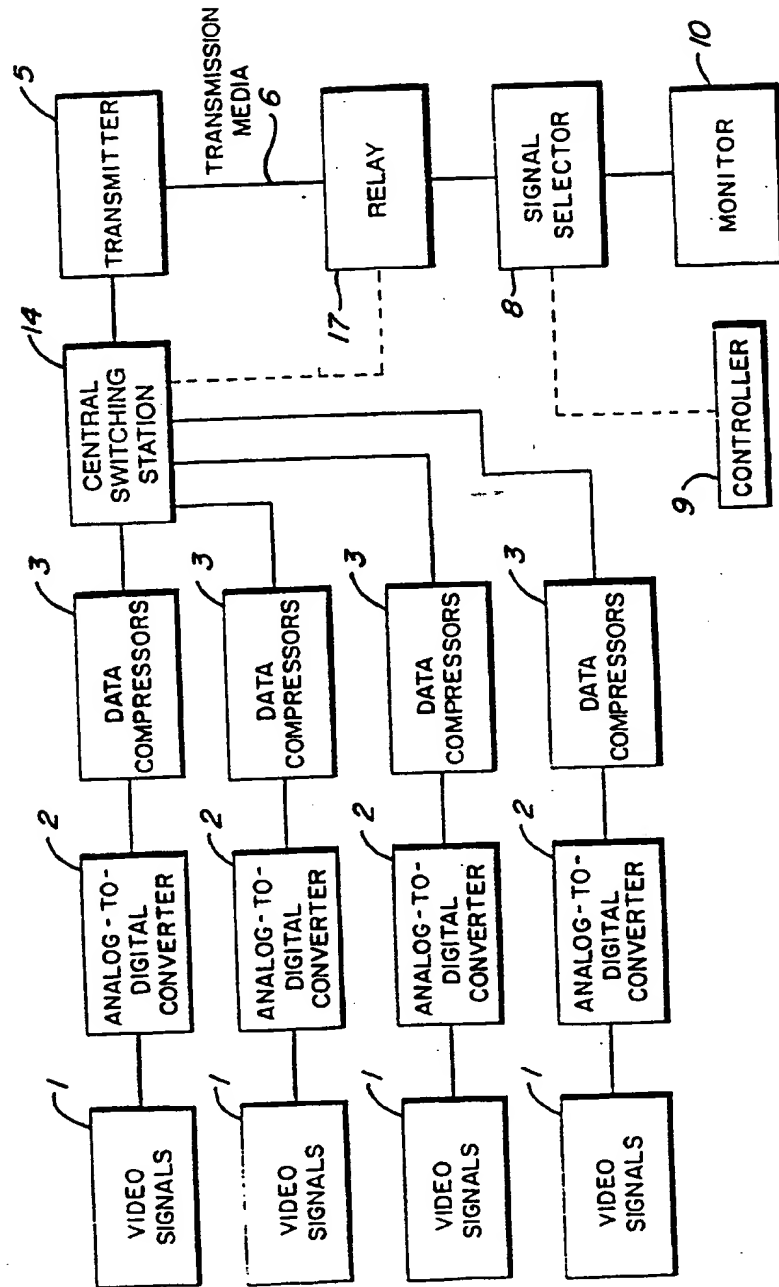 1
VIDEO
SIGNALS
2
ANALOG-TO-
DIGITAL
CONVERTER
3
DATA
COMPRESSORS
14
CENTRAL
SWITCHING
STATION
5
TRANSMITTER
1
VIDEO
SIGNALS
2
ANALOG-TO-
DIGITAL
CONVERTER
3
DATA
COMPRESSORS
TRANSMISSION
MEDIA
6
1
VIDEO
SIGNALS
2
ANALOG-TO-
DIGITAL
CONVERTER
3
DATA
COMPRESSORS
17
RELAY
1
VIDEO
SIGNALS
2
ANALOG-TO-
DIGITAL
CONVERTER
3
DATA
COMPRESSORS
8
SIGNAL
SELECTOR
9
CONTROLLER
10
MONITOR